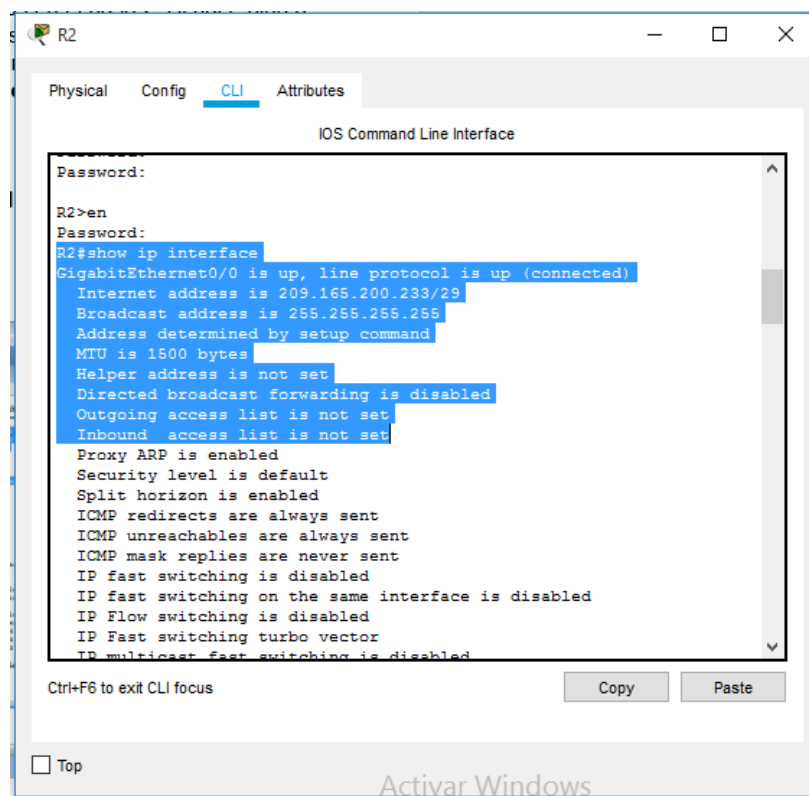 R2
Physical Config CLI Attributes
IOS Command Line Interface
Password:
R2>en
Password:
R2#show ip interface
GigabitEthernet0/0 is up, line protocol is up (connected)
Internet address is 209.165.200.233/29
Broadcast address is 255.255.255.255
Address determined by setup command
MTU is 1500 bytes
Helper address is not set
Directed broadcast forwarding is disabled
Outgoing access list is not set
Inbound  access list is not set
Proxy ARP is enabled
Security level is default
Split horizon is enabled
ICMP redirects are always sent
ICMP unreachables are always sent
ICMP mask replies are never sent
IP fast switching is disabled
IP fast switching on the same interface is disabled
IP Flow switching is disabled
IP Fast switching turbo vector
IP multicast fast switching is disabled
Ctrl+F6 to exit CLI focus
Copy Paste
Top
Activar Windows